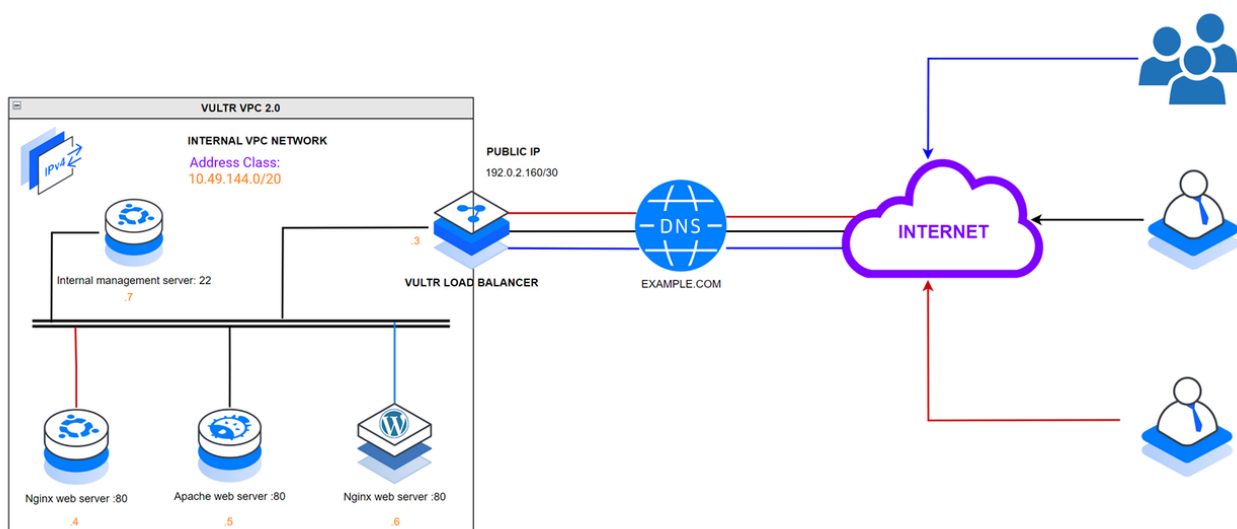 VULTR VPC 2.0
IPv4
INTERNAL VPC NETWORK
Address Class:
10.49.144.0/20
PUBLIC IP
192.0.2.160/30
.3
VULTR LOAD BALANCER
DNS
EXAMPLE.COM
INTERNET
Internal management server: 22
.7
Nginx web server :80
.4
Apache web server :80
.5
Nginx web server :80
.6